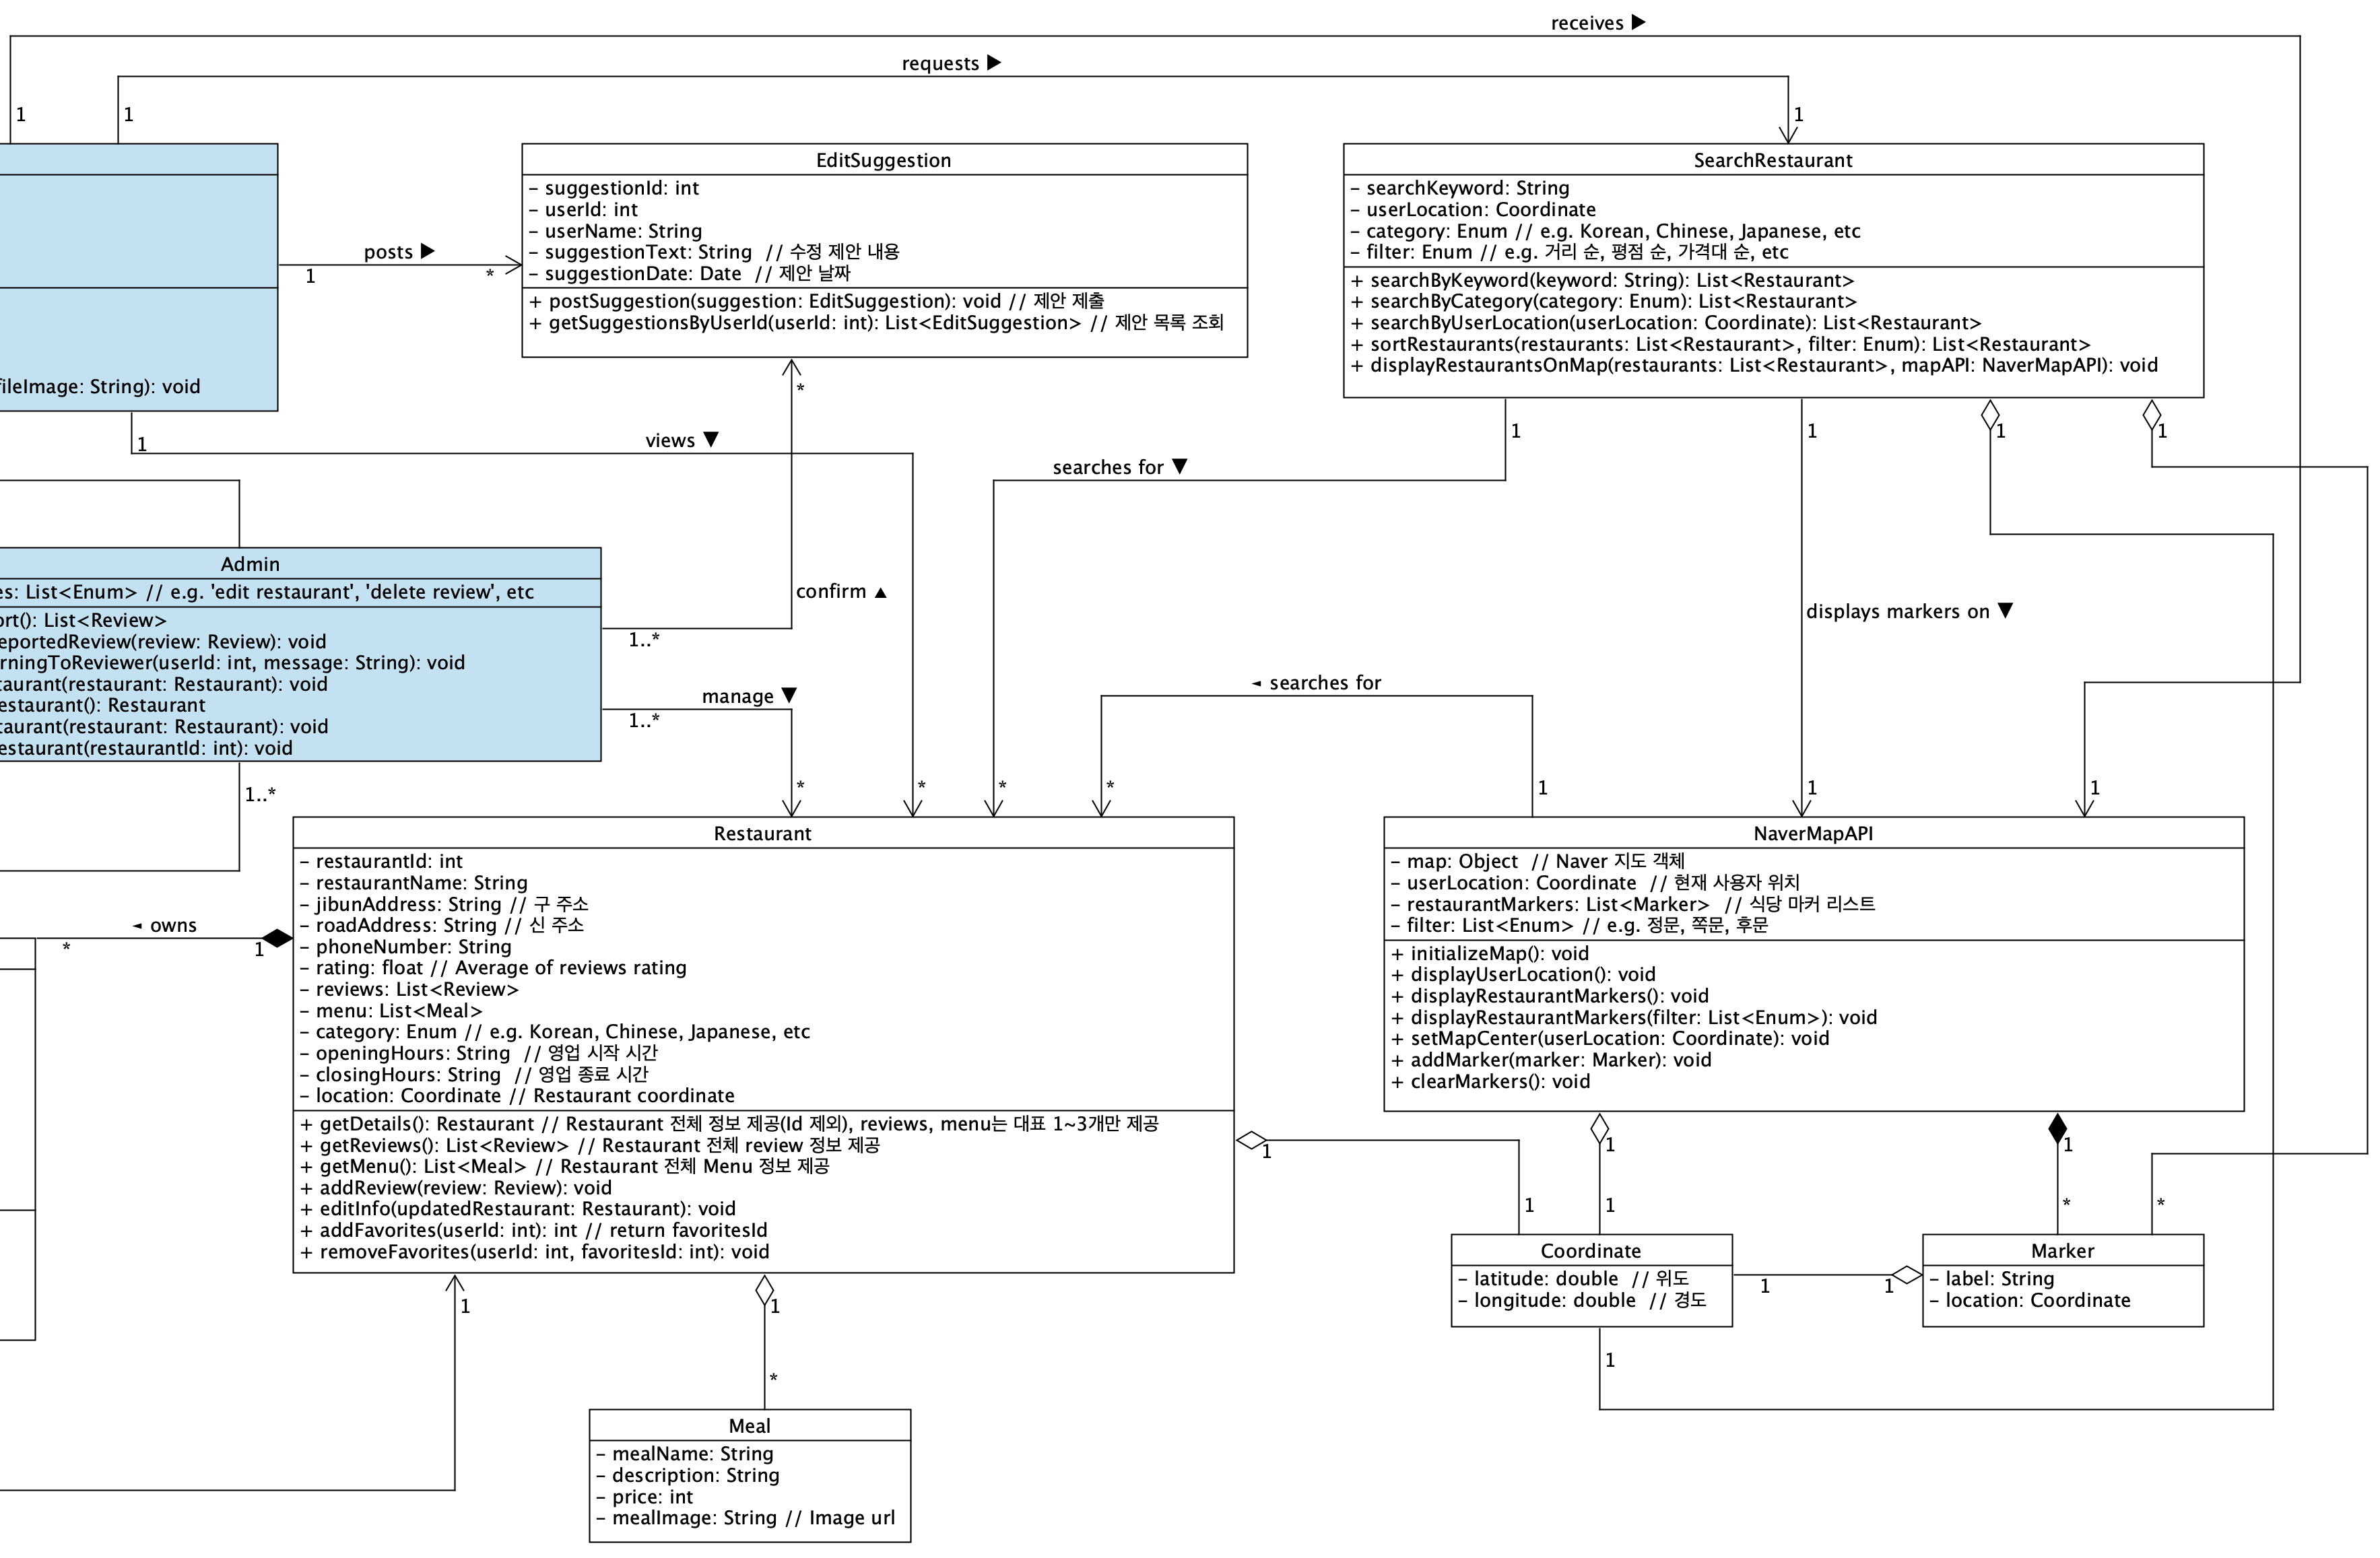 receives ▶
requests ▶
1
1
1
fileImage: String): void
posts ▶
1
*
EditSuggestion
- suggestionId: int
- userId: int
- userName: String
- suggestionText: String // 수정 제안 내용
- suggestionDate: Date // 제안 날짜
+ postSuggestion(suggestion: EditSuggestion): void // 제안 제출
+ getSuggestionsByUserId(userId: int): List<EditSuggestion> // 제안 목록 조회
SearchRestaurant
- searchKeyword: String
- userLocation: Coordinate
- category: Enum // e.g. Korean, Chinese, Japanese, etc
- filter: Enum // e.g. 거리 순, 평점 순, 가격대 순, etc
+ searchByKeyword(keyword: String): List<Restaurant>
+ searchByCategory(category: Enum): List<Restaurant>
+ searchByUserLocation(userLocation: Coordinate): List<Restaurant>
+ sortRestaurants(restaurants: List<Restaurant>, filter: Enum): List<Restaurant>
+ displayRestaurantsOnMap(restaurants: List<Restaurant>, mapAPI: NaverMapAPI): void
1
views ▼
*
1
1
1
1
searches for ▼
Admin
es: List<Enum> // e.g. 'edit restaurant', 'delete review', etc
ort(): List<Review>
eportedReview(review: Review): void
rningToReviewer(userId: int, message: String): void
taurant(restaurant: Restaurant): void
estaurant(): Restaurant
taurant(restaurant: Restaurant): void
estaurant(restaurantId: int): void
confirm ▲
1..*
displays markers on ▼
manage ▼
1..*
◄ searches for
1..*
*
*
*
*
1
1
1
◄ owns
*
1
Restaurant
- restaurantId: int
- restaurantName: String
- jibunAddress: String // 구 주소
- roadAddress: String // 신 주소
- phoneNumber: String
- rating: float // Average of reviews rating
- reviews: List<Review>
- menu: List<Meal>
- category: Enum // e.g. Korean, Chinese, Japanese, etc
- openingHours: String // 영업 시작 시간
- closingHours: String // 영업 종료 시간
- location: Coordinate // Restaurant coordinate
+ getDetails(): Restaurant // Restaurant 전체 정보 제공(Id 제외), reviews, menu는 대표 1~3개만 제공
+ getReviews(): List<Review> // Restaurant 전체 review 정보 제공
+ getMenu(): List<Meal> // Restaurant 전체 Menu 정보 제공
+ addReview(review: Review): void
+ editInfo(updatedRestaurant: Restaurant): void
+ addFavorites(userId: int): int // return favoritesId
+ removeFavorites(userId: int, favoritesId: int): void
NaverMapAPI
- map: Object // Naver 지도 객체
- userLocation: Coordinate // 현재 사용자 위치
- restaurantMarkers: List<Marker> // 식당 마커 리스트
- filter: List<Enum> // e.g. 정문, 쪽문, 후문
+ initializeMap(): void
+ displayUserLocation(): void
+ displayRestaurantMarkers(): void
+ displayRestaurantMarkers(filter: List<Enum>): void
+ setMapCenter(userLocation: Coordinate): void
+ addMarker(marker: Marker): void
+ clearMarkers(): void
1
1
1
1
1
*
*
Coordinate
- latitude: double // 위도
- longitude: double // 경도
1
1
Marker
- label: String
- location: Coordinate
1
1
1
*
Meal
- mealName: String
- description: String
- price: int
- mealImage: String // Image url